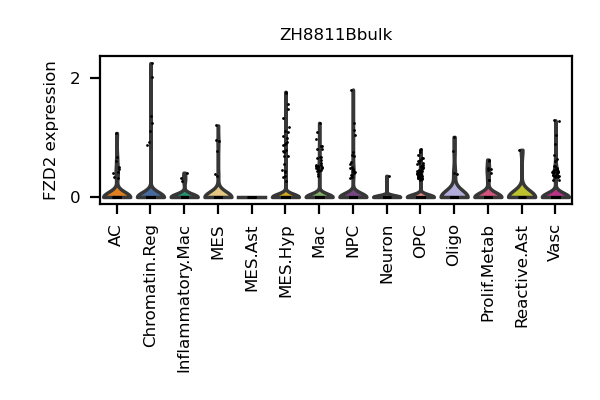 ZH8811Bbulk
FZD2 expression
2
0
AC
Chromatin.Reg
Inflammatory.Mac
MES
MES.Ast
MES.Hyp
Mac
NPC
Neuron
OPC
Oligo
Prolif.Metab
Reactive.Ast
Vasc